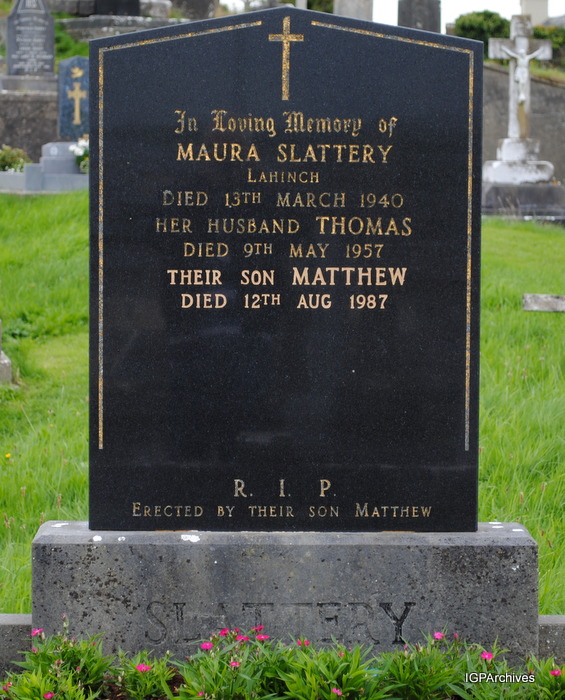 In Loving Memory of
MAURA SLATTERY
LAHINCH
DIED 13TH MARCH 1940
HER HUSBAND THOMAS
DIED 9TH MAY 1957
THEIR SON MATTHEW
DIED 12TH AUG 1987
R. I. P.
ERECTED BY THEIR SON MATTHEW
SLATTERY
IGPArchives